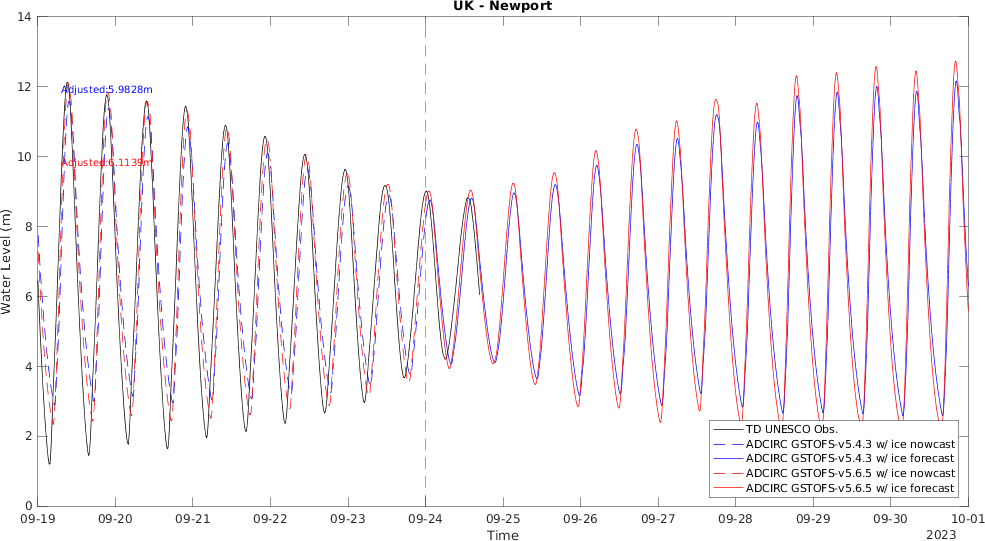 UK - Newport
14
12
10
8
6
4
2
0
Water Level (m)
Adjusted:5.9828m
Adjusted:6.1139m
TD UNESCO Obs.
ADCIRC GSTOFS-v5.4.3 w/ ice nowcast
ADCIRC GSTOFS-v5.4.3 w/ ice forecast
ADCIRC GSTOFS-v5.6.5 w/ ice nowcast
ADCIRC GSTOFS-v5.6.5 w/ ice forecast
09-19 09-20 09-21 09-22 09-23 09-24 09-25 09-26 09-27 09-28 09-29 09-30 10-01
Time
2023